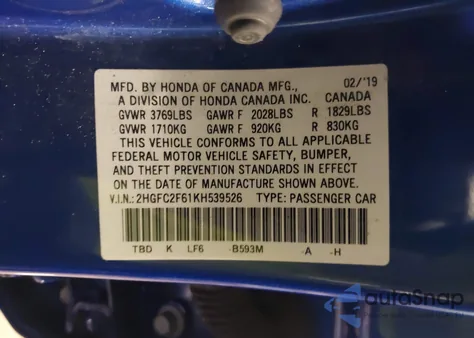 MFD. BY HONDA OF CANADA MFG., 02/'19
A DIVISION OF HONDA CANADA INC. CANADA
GVWR 3769LBS GAWR F 2028LBS R 1829LBS
GVWR 1710KG GAWR F 920KG R 830KG
THIS VEHICLE CONFORMS TO ALL APPLICABLE
FEDERAL MOTOR VEHICLE SAFETY, BUMPER,
AND THEFT PREVENTION STANDARDS IN EFFECT
ON THE DATE OF MANUFACTURE SHOWN ABOVE.
V.I.N.: 2HGFC2F61KH539526 TYPE: PASSENGER CAR
TBD K LF6 -B593M -A -H
autoSnap